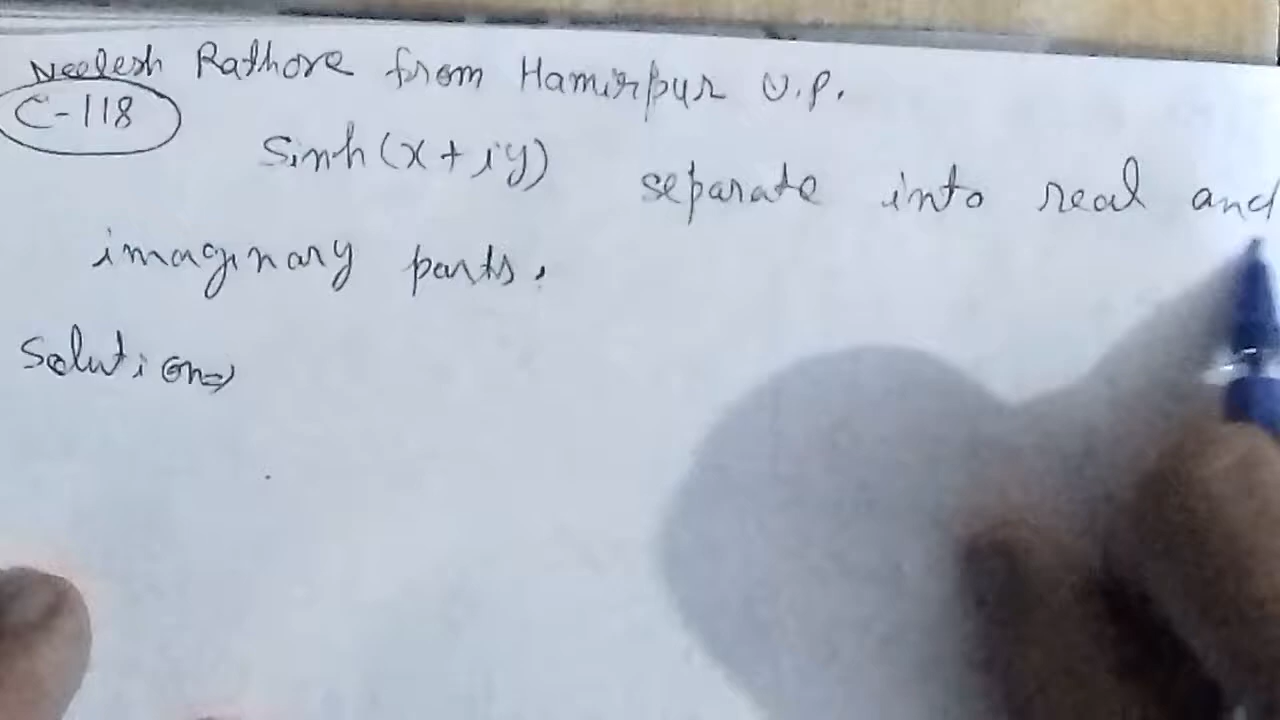 Neelesh Rathore from Hamirpur U.P.
C-118
Sinh(x+iy) separate into real and
imaginary parts.
Solution⇒